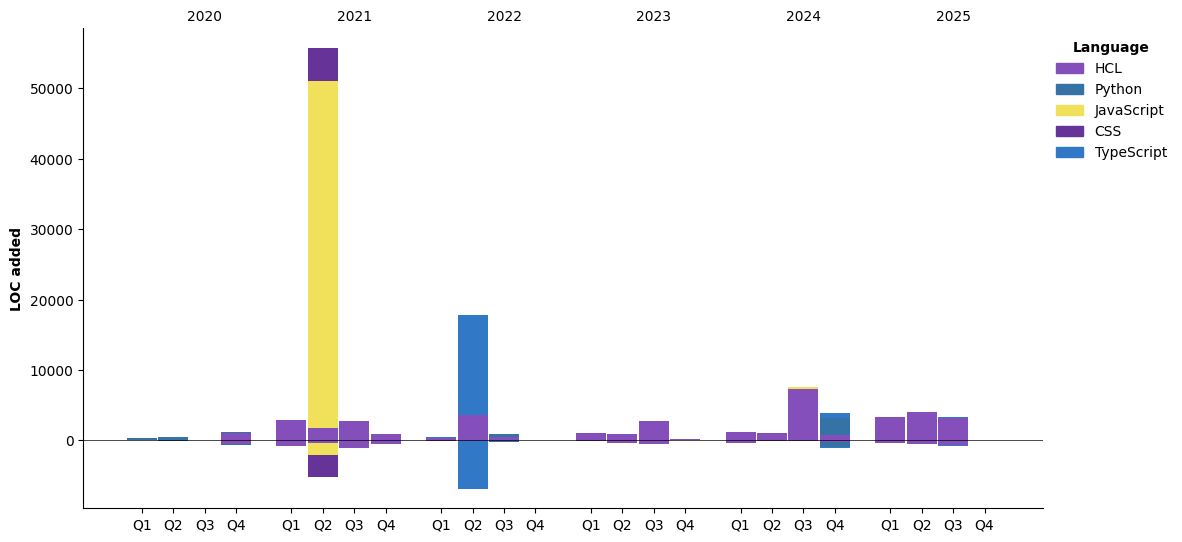 2020 2021 2022 2023 2024 2025
Language
HCL
Python
JavaScript
CSS
TypeScript
LOC added
50000
40000
30000
20000
10000
0
Q1 Q2 Q3 Q4 Q1 Q2 Q3 Q4 Q1 Q2 Q3 Q4 Q1 Q2 Q3 Q4 Q1 Q2 Q3 Q4 Q1 Q2 Q3 Q4